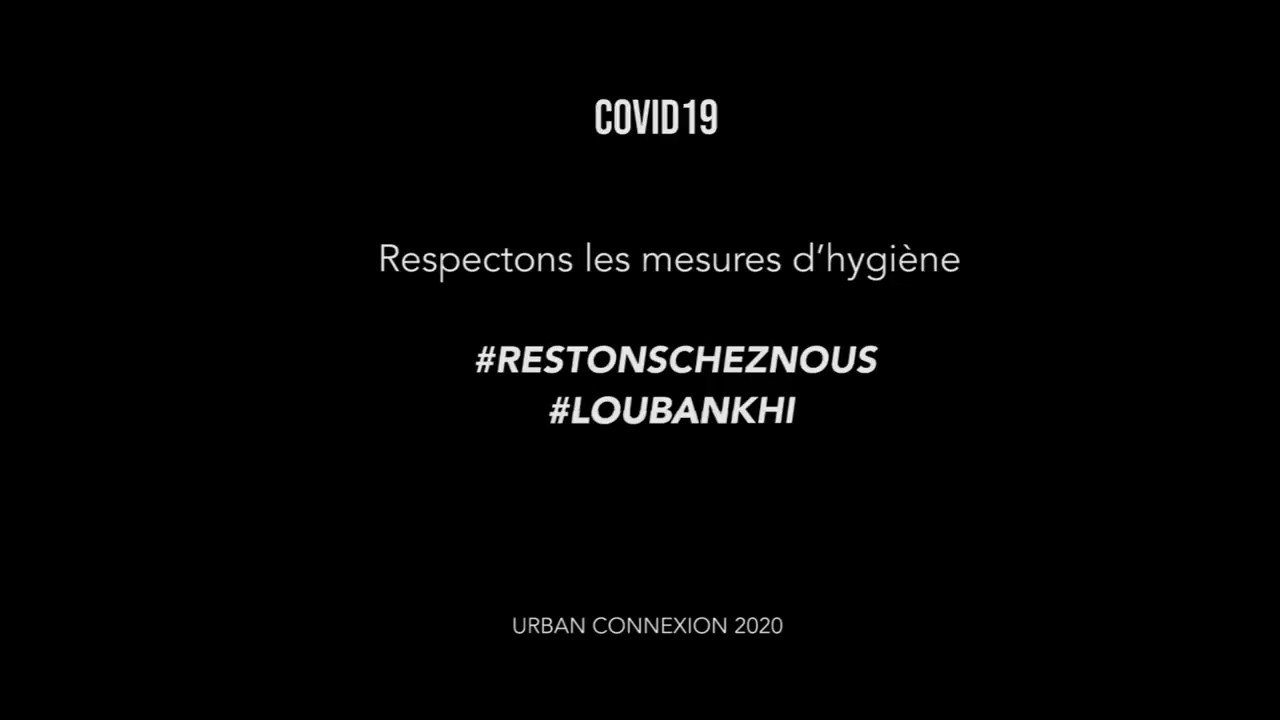 COVID19
Respectons les mesures d’hygiène
#RESTONSCHEZNOUS
#LOUBANKHI
URBAN CONNEXION 2020